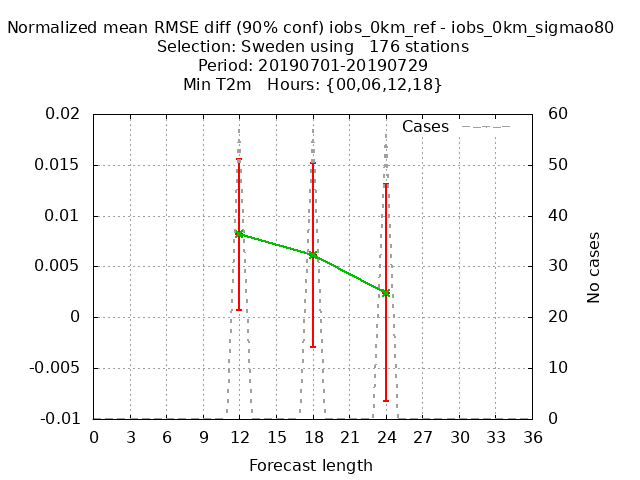 Normalized mean RMSE diff (90% conf) iobs_0km_ref - iobs_0km_sigmao80
Selection: Sweden using   176 stations
Period: 20190701-20190729
Min T2m   Hours: {00,06,12,18}
Cases
0.02
0.015
0.01
0.005
0
-0.005
-0.01
60
50
40
30
20
10
0
No cases
0 3 6 9 12 15 18 21 24 27 30 33 36
Forecast length